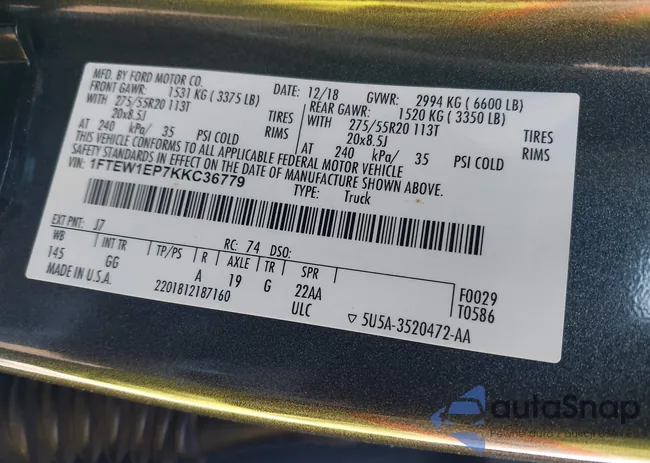 MFD. BY FORD MOTOR CO. DATE: 12/18 GVWR: 2994 KG ( 6600 LB)
FRONT GAWR: 1531 KG ( 3375 LB) REAR GAWR: 1520 KG ( 3350 LB)
WITH 275/55R20 113T TIRES WITH 275/55R20 113T TIRES
20x8.5J RIMS 20x8.5J RIMS
AT 240 kPa/ 35 PSI COLD AT 240 kPa/ 35 PSI COLD
THIS VEHICLE CONFORMS TO ALL APPLICABLE FEDERAL MOTOR VEHICLE
SAFETY STANDARDS IN EFFECT ON THE DATE OF MANUFACTURE SHOWN ABOVE.
VIN: 1FTEW1EP7KKC36779
TYPE: Truck
EXT PNT: J7 RC: 74 DSO:
WB INT TR TP/PS R AXLE TR SPR
145 GG A 19 G 22AA F0029
MADE IN U.S.A. 2201812187160 ULC T0586
▽ 5U5A-3520472-AA
autoSnap